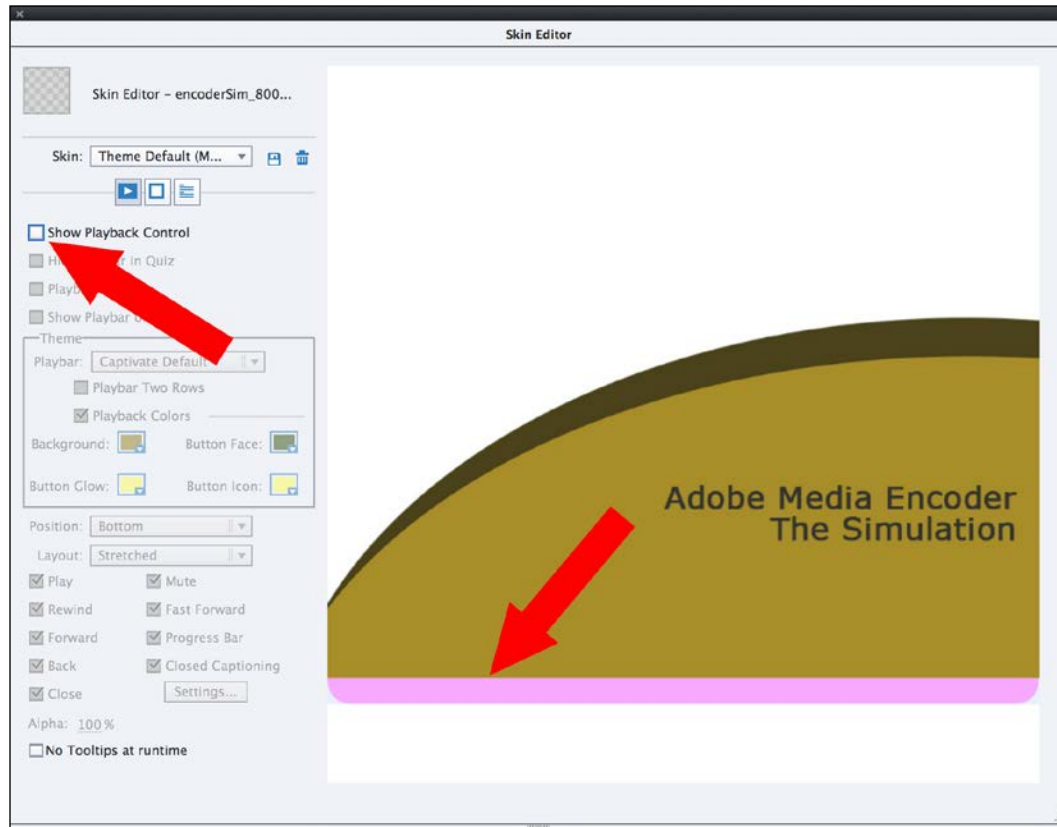 Skin Editor
Skin Editor – encoderSim_800...
Skin: Theme Default (M...
Show Playback Control
in Quiz
Show Playbar
Theme
Playbar: Captivate Default
Playbar Two Rows
Playback Colors
Background: Button Face:
Button Glow: Button Icon:
Position: Bottom
Layout: Stretched
Play Mute
Rewind Fast Forward
Forward Progress Bar
Back Closed Captioning
Close Settings...
Alpha: 100 %
No Tooltips at runtime
Adobe Media Encoder
The Simulation